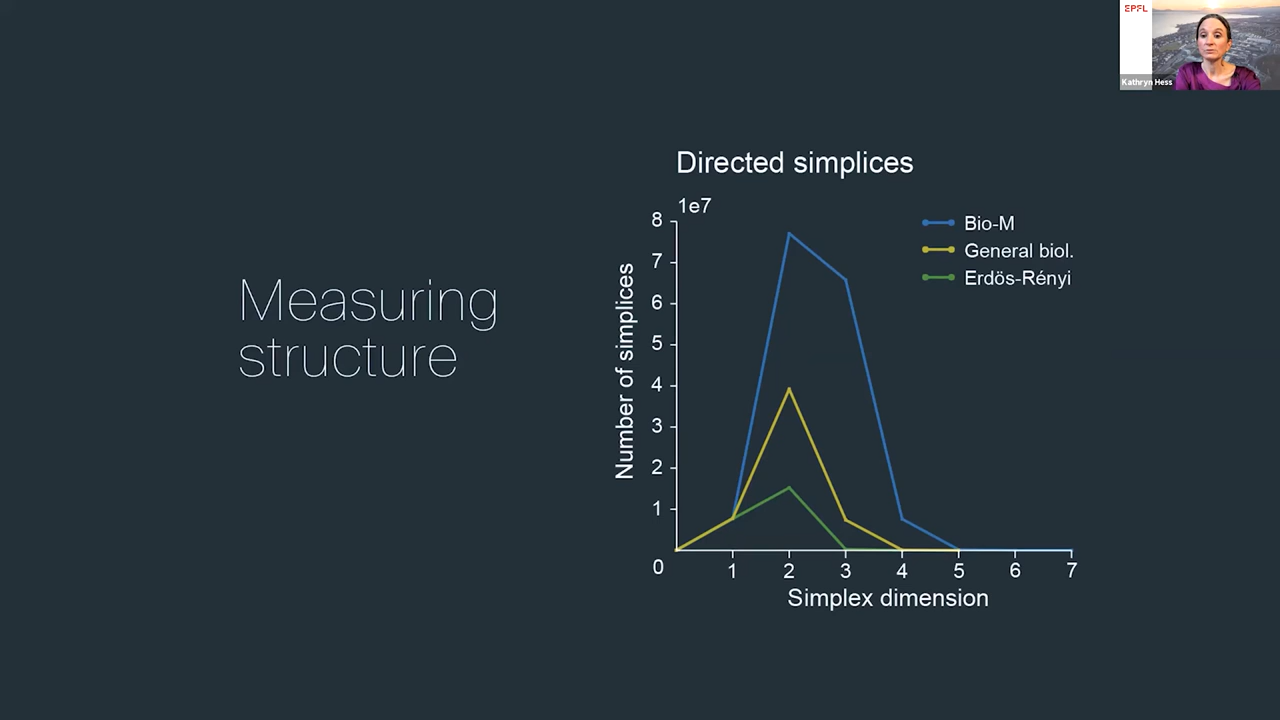 EPFL
Kathryn Hess
Measuring
structure
Directed simplices
1e7
8
7
6
5
4
3
2
1
0
Number of simplices
1 2 3 4 5 6 7
Simplex dimension
Bio-M
General biol.
Erdös-Rényi